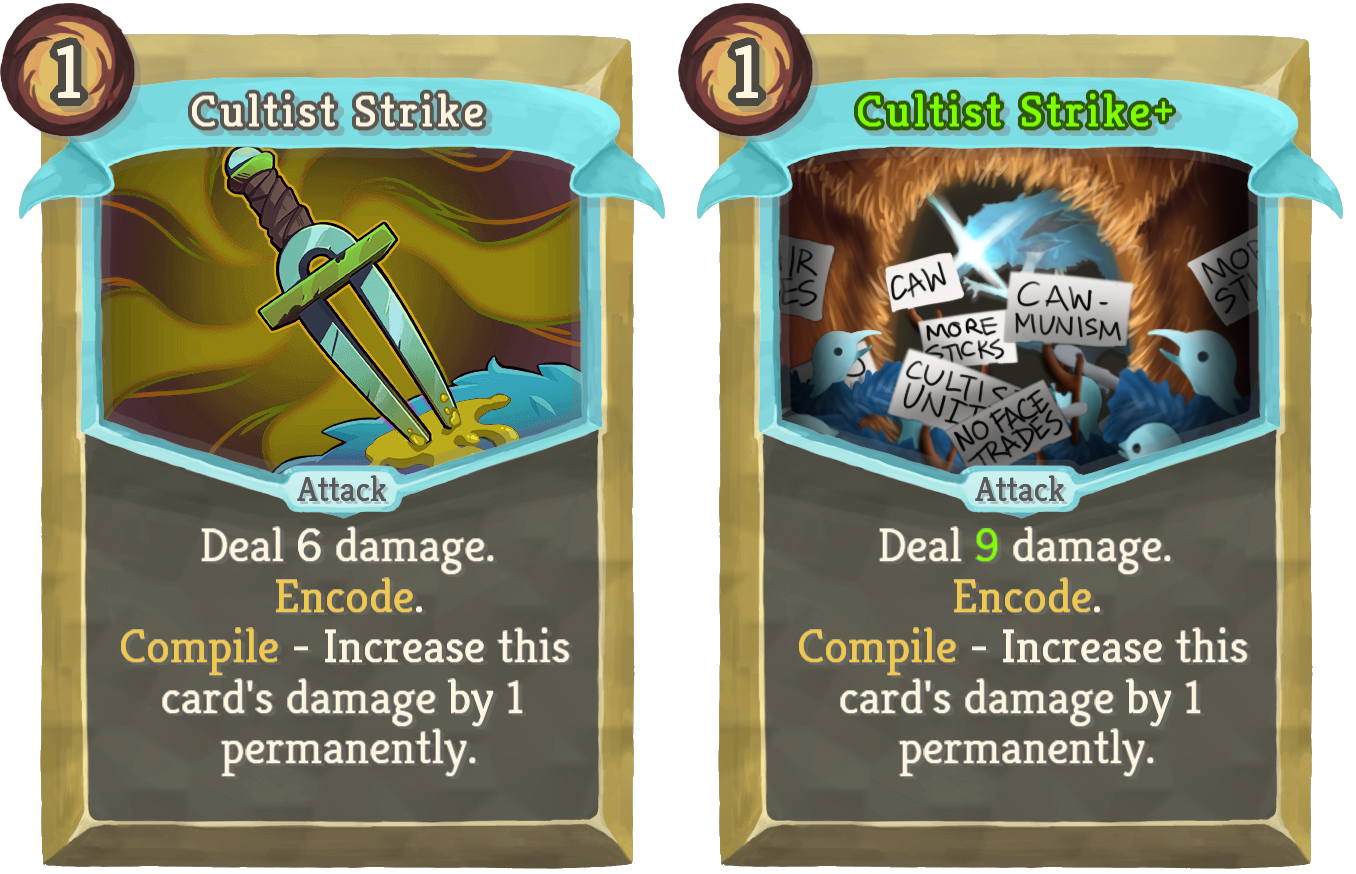 1
Cultist Strike
Attack
Deal 6 damage.
Encode.
Compile - Increase this
card's damage by 1
permanently.
1
Cultist Strike+
CAW
CAW-
MUNISM
MORE
STICKS
NO FACE
TRADES
Attack
Deal 9 damage.
Encode.
Compile - Increase this
card's damage by 1
permanently.